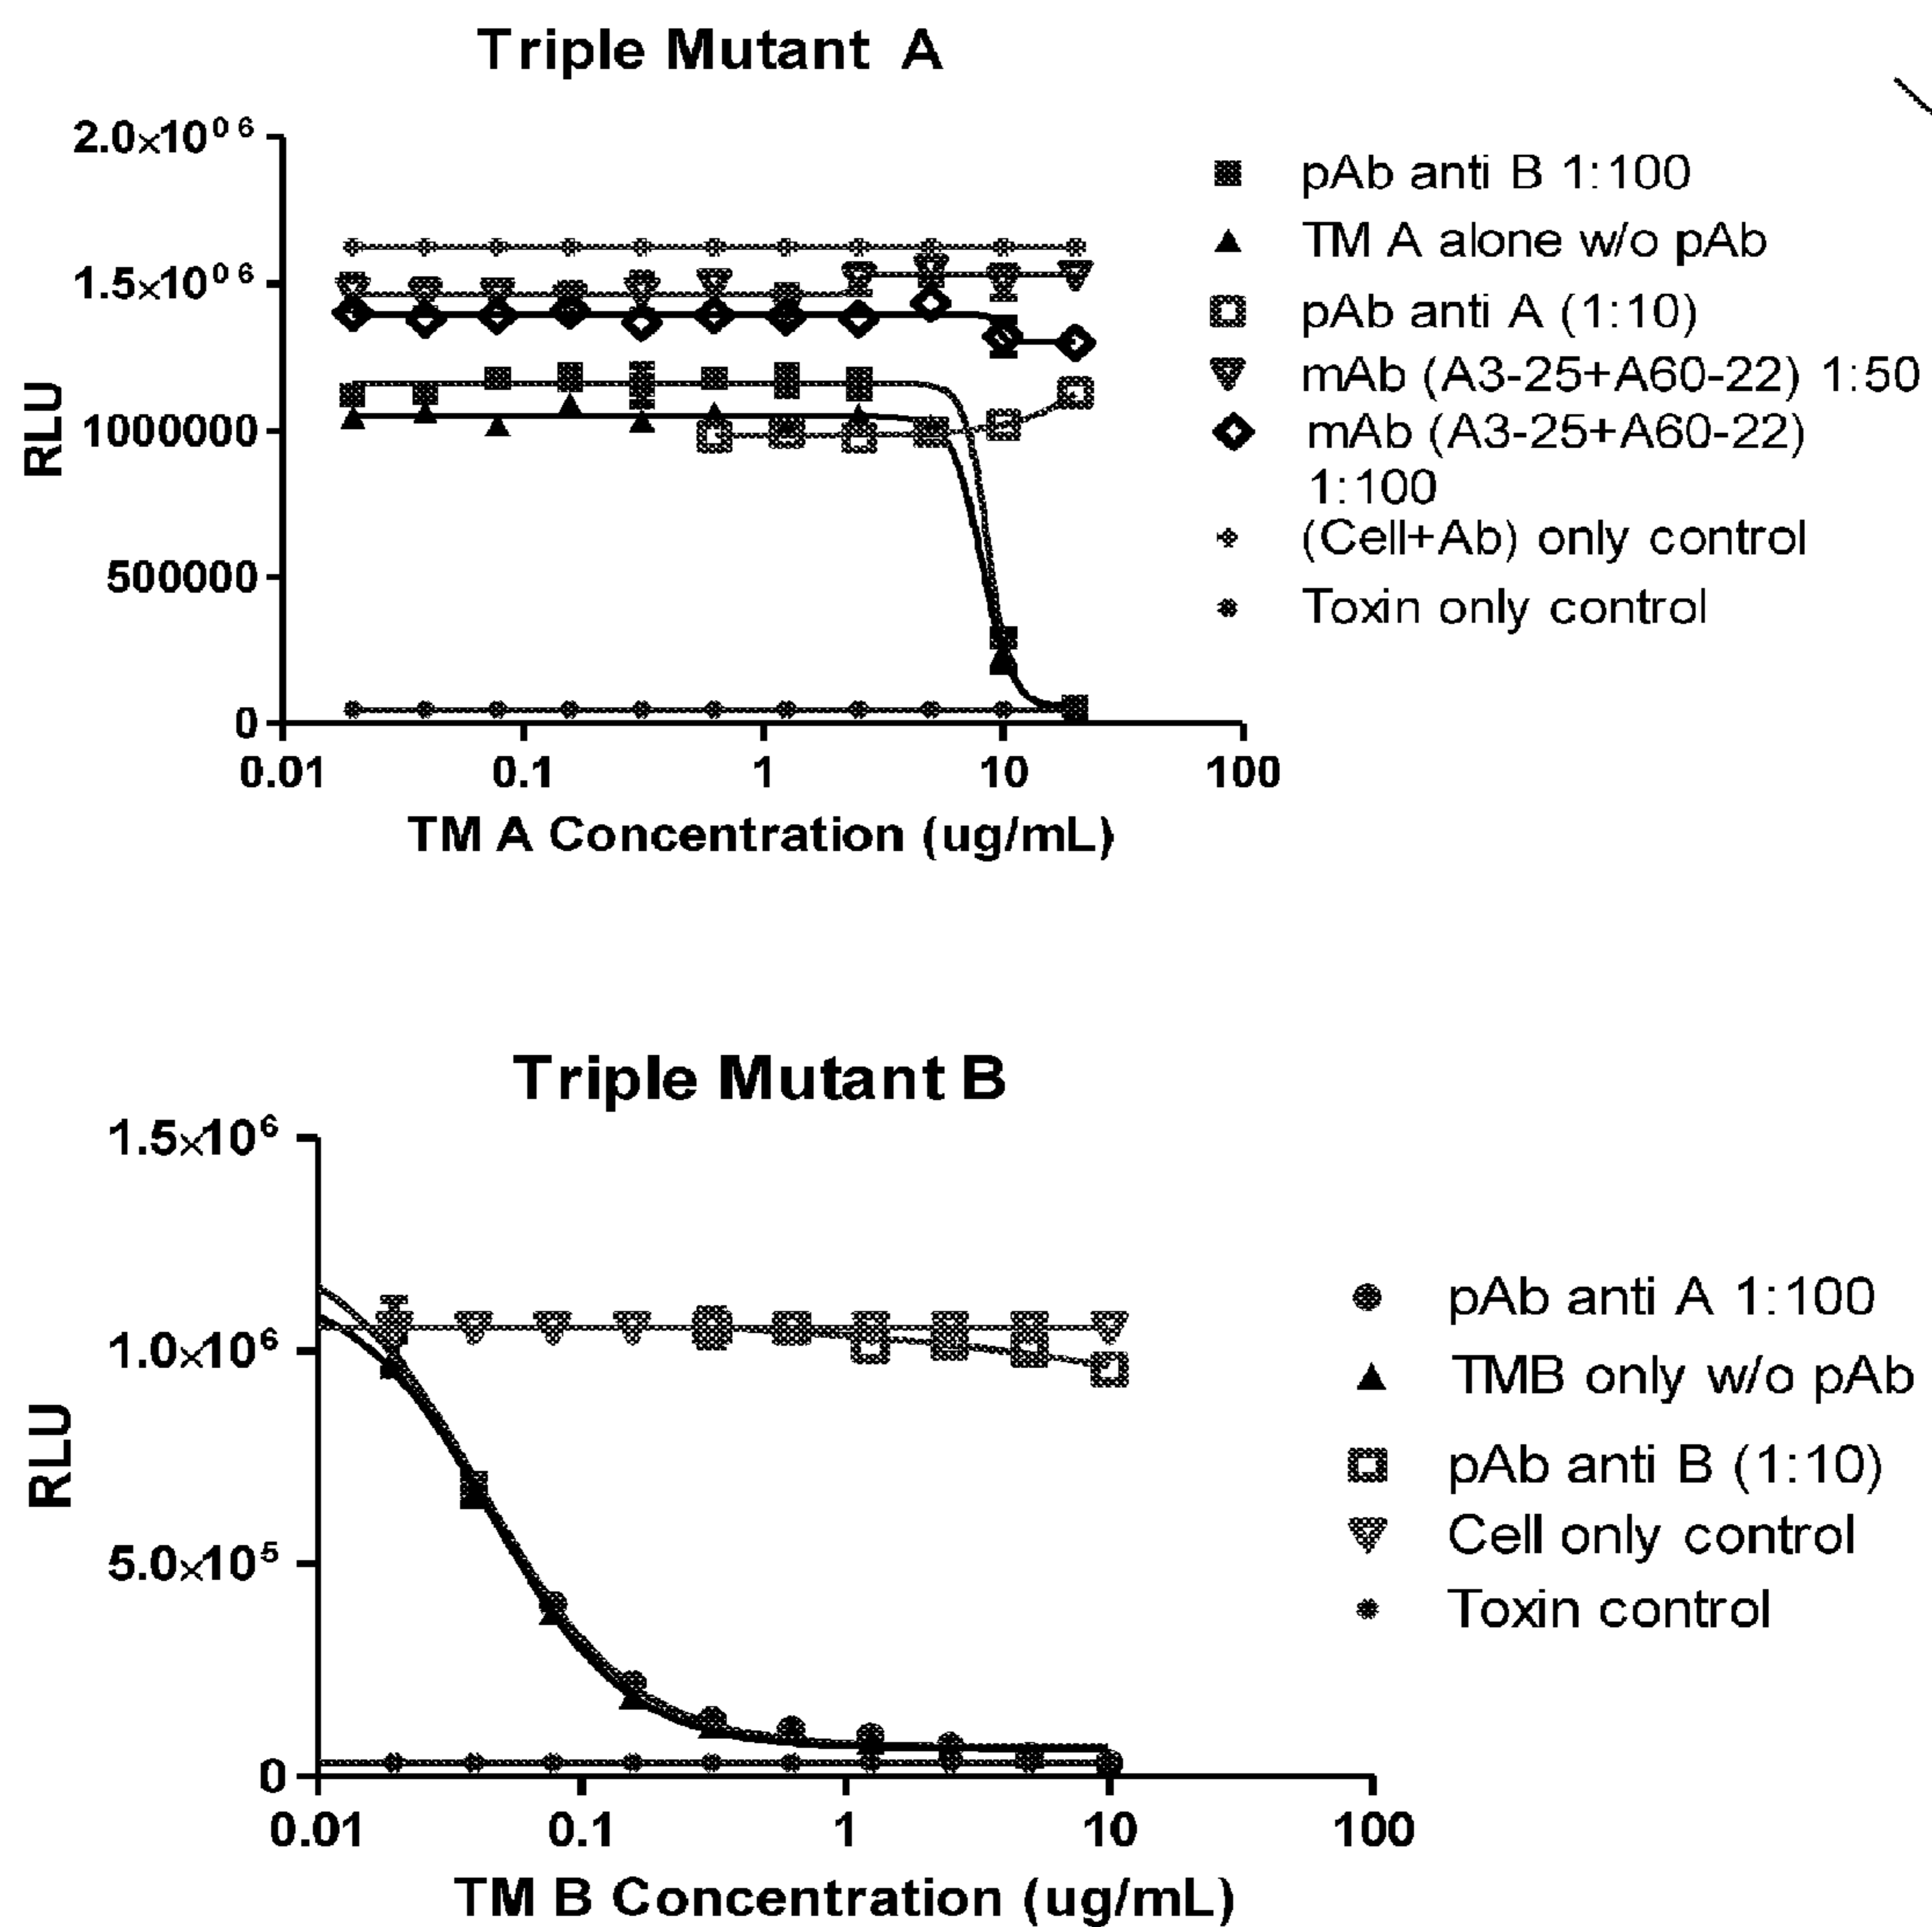 Triple Mutant A
2.0×10⁰⁶
1.5×10⁰⁶
1000000
500000
0
RLU
0.01 0.1 1 10 100
TM A Concentration (ug/mL)
pAb anti B 1:100
TM A alone w/o pAb
pAb anti A (1:10)
mAb (A3-25+A60-22) 1:50
mAb (A3-25+A60-22)
1:100
(Cell+Ab) only control
Toxin only control
Triple Mutant B
1.5×10⁶
1.0×10⁶
5.0×10⁵
0
RLU
0.01 0.1 1 10 100
TM B Concentration (ug/mL)
pAb anti A 1:100
TMB only w/o pAb
pAb anti B (1:10)
Cell only control
Toxin control